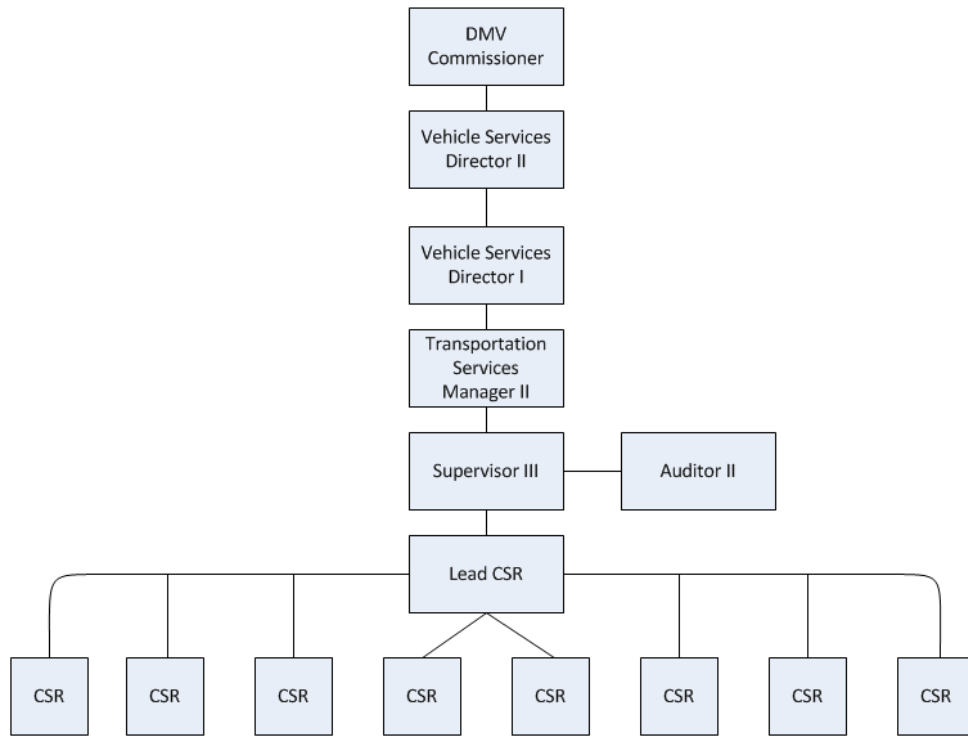 DMV
Commissioner
Vehicle Services
Director II
Vehicle Services
Director I
Transportation
Services
Manager II
Supervisor III
Auditor II
Lead CSR
CSR
CSR
CSR
CSR
CSR
CSR
CSR
CSR